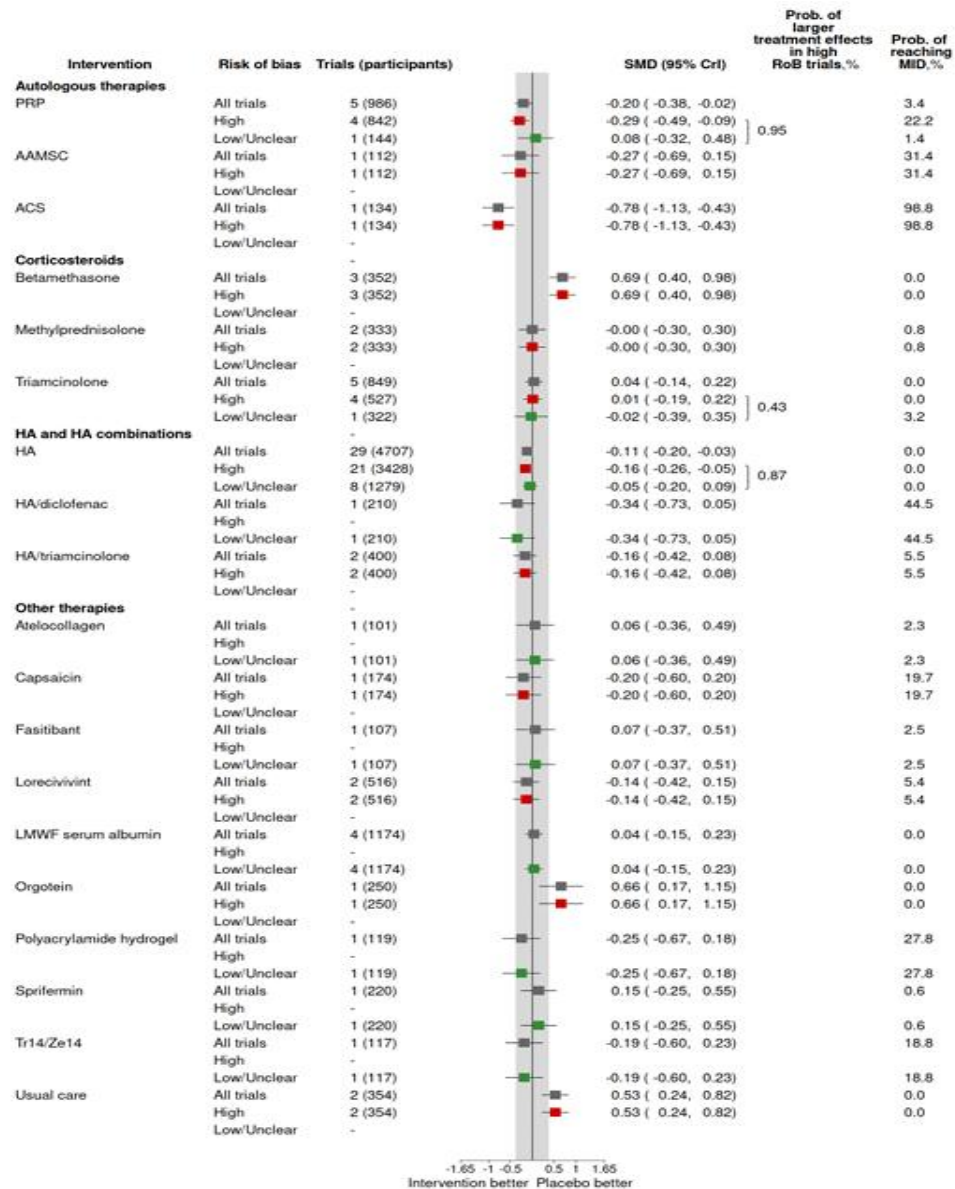 Prob. of
larger
treatment effects
in high
RoB trials,%
Prob. of
reaching
MID,%
Intervention Risk of bias Trials (participants) SMD (95% CrI)
Autologous therapies
PRP All trials 5 (986) -0.20 ( -0.38, -0.02) 3.4
High 4 (842) -0.29 ( -0.49, -0.09) 22.2
0.95
Low/Unclear 1 (144) 0.08 ( -0.32, 0.48) 1.4
AAMSC All trials 1 (112) -0.27 ( -0.69, 0.15) 31.4
High 1 (112) -0.27 ( -0.69, 0.15) 31.4
Low/Unclear -
ACS All trials 1 (134) -0.78 ( -1.13, -0.43) 98.8
High 1 (134) -0.78 ( -1.13, -0.43) 98.8
Low/Unclear -
Corticosteroids -
Betamethasone All trials 3 (352) 0.69 ( 0.40, 0.98) 0.0
High 3 (352) 0.69 ( 0.40, 0.98) 0.0
Low/Unclear -
Methylprednisolone All trials 2 (333) -0.00 ( -0.30, 0.30) 0.8
High 2 (333) -0.00 ( -0.30, 0.30) 0.8
Low/Unclear -
Triamcinolone All trials 5 (849) 0.04 ( -0.14, 0.22) 0.0
High 4 (527) 0.01 ( -0.19, 0.22) 0.0
0.43
Low/Unclear 1 (322) -0.02 ( -0.39, 0.35) 3.2
HA and HA combinations -
HA All trials 29 (4707) -0.11 ( -0.20, -0.03) 0.0
High 21 (3428) -0.16 ( -0.26, -0.05) 0.0
0.87
Low/Unclear 8 (1279) -0.05 ( -0.20, 0.09) 0.0
HA/diclofenac All trials 1 (210) -0.34 ( -0.73, 0.05) 44.5
High -
Low/Unclear 1 (210) -0.34 ( -0.73, 0.05) 44.5
HA/triamcinolone All trials 2 (400) -0.16 ( -0.42, 0.08) 5.5
High 2 (400) -0.16 ( -0.42, 0.08) 5.5
Low/Unclear -
Other therapies -
Atelocollagen All trials 1 (101) 0.06 ( -0.36, 0.49) 2.3
High -
Low/Unclear 1 (101) 0.06 ( -0.36, 0.49) 2.3
Capsaicin All trials 1 (174) -0.20 ( -0.60, 0.20) 19.7
High 1 (174) -0.20 ( -0.60, 0.20) 19.7
Low/Unclear -
Fasitibant All trials 1 (107) 0.07 ( -0.37, 0.51) 2.5
High -
Low/Unclear 1 (107) 0.07 ( -0.37, 0.51) 2.5
Lorecivivint All trials 2 (516) -0.14 ( -0.42, 0.15) 5.4
High 2 (516) -0.14 ( -0.42, 0.15) 5.4
Low/Unclear -
LMWF serum albumin All trials 4 (1174) 0.04 ( -0.15, 0.23) 0.0
High -
Low/Unclear 4 (1174) 0.04 ( -0.15, 0.23) 0.0
Orgotein All trials 1 (250) 0.66 ( 0.17, 1.15) 0.0
High 1 (250) 0.66 ( 0.17, 1.15) 0.0
Low/Unclear -
Polyacrylamide hydrogel All trials 1 (119) -0.25 ( -0.67, 0.18) 27.8
High -
Low/Unclear 1 (119) -0.25 ( -0.67, 0.18) 27.8
Sprifermin All trials 1 (220) 0.15 ( -0.25, 0.55) 0.6
High -
Low/Unclear 1 (220) 0.15 ( -0.25, 0.55) 0.6
Tr14/Ze14 All trials 1 (117) -0.19 ( -0.60, 0.23) 18.8
High -
Low/Unclear 1 (117) -0.19 ( -0.60, 0.23) 18.8
Usual care All trials 2 (354) 0.53 ( 0.24, 0.82) 0.0
High 2 (354) 0.53 ( 0.24, 0.82) 0.0
Low/Unclear -
-1.65 -1 -0.5 0.5 1 1.65
Intervention better Placebo better